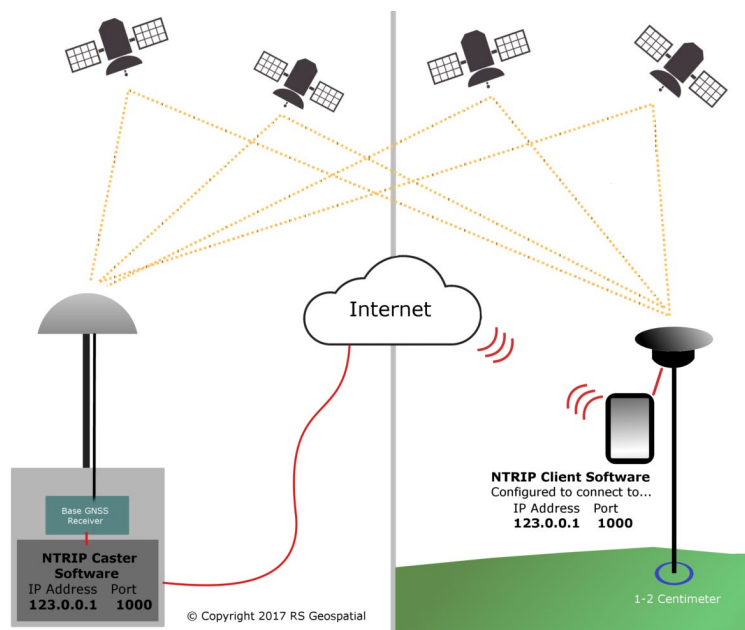 Internet
Base GNSS
Receiver
NTRIP Caster
Software
IP Address Port
123.0.0.1 1000
© Copyright 2017 RS Geospatial
NTRIP Client Software
Configured to connect to...
IP Address Port
123.0.0.1 1000
1-2 Centimeter